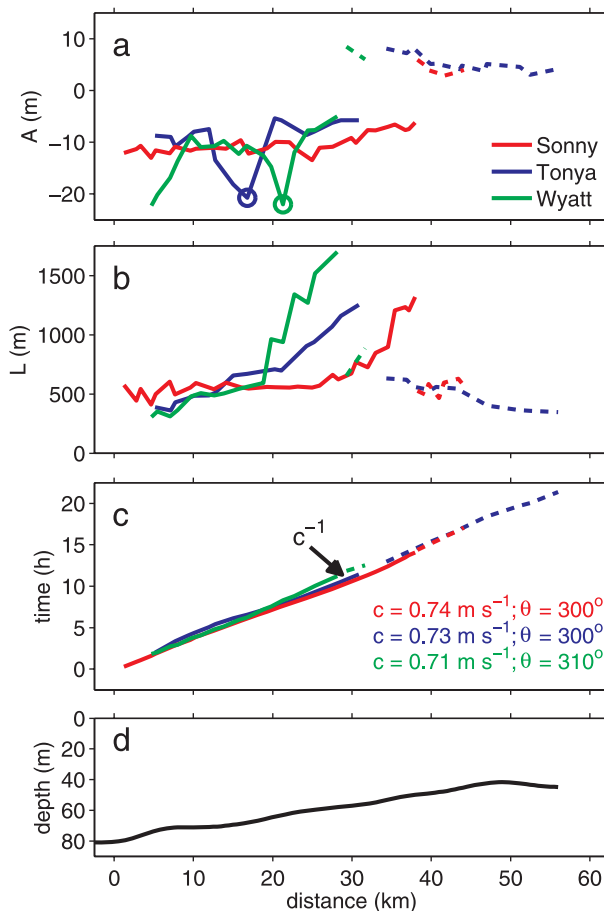 a
A (m)
10
0
−10
−20
Sonny
Tonya
Wyatt
b
L (m)
1500
1000
500
0
c
time (h)
20
15
10
5
0
c⁻¹
c = 0.74 m s⁻¹; θ = 300°
c = 0.73 m s⁻¹; θ = 300°
c = 0.71 m s⁻¹; θ = 310°
d
depth (m)
0
40
60
80
0 10 20 30 40 50 60
distance (km)